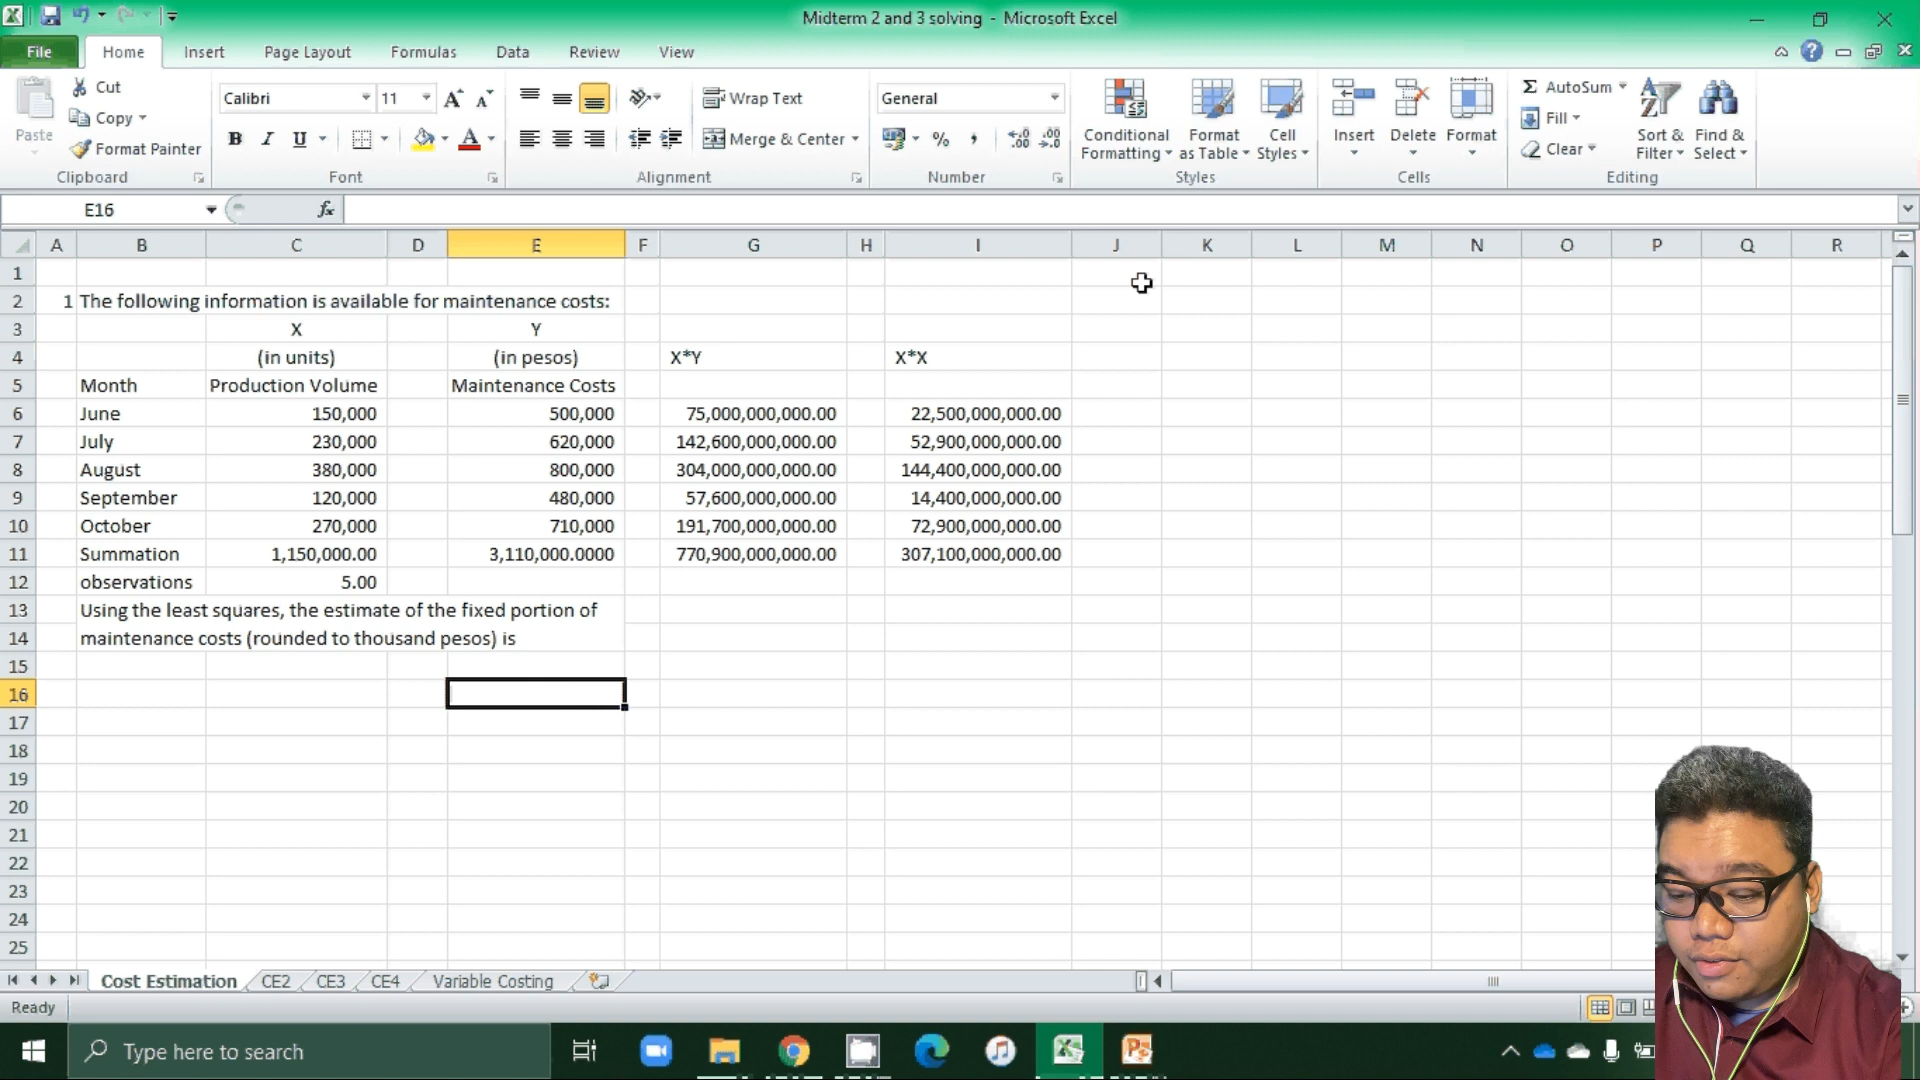 Midterm 2 and 3 solving - Microsoft Excel
File Home Insert Page Layout Formulas Data Review View
Paste Cut Copy Format Painter
Calibri 11
B I U
Wrap Text
Merge & Center
General
% ,
Conditional Formatting Format as Table Cell Styles
Insert Delete Format
Σ AutoSum
Fill
Clear
Sort & Filter Find & Select
Clipboard Font Alignment Number Styles Cells Editing
E16 fx
A B C D E F G H I J K L M N O P Q R
1
2 1 The following information is available for maintenance costs:
3 X Y
4 (in units) (in pesos) X*Y X*X
5 Month Production Volume Maintenance Costs
6 June 150,000 500,000 75,000,000,000.00 22,500,000,000.00
7 July 230,000 620,000 142,600,000,000.00 52,900,000,000.00
8 August 380,000 800,000 304,000,000,000.00 144,400,000,000.00
9 September 120,000 480,000 57,600,000,000.00 14,400,000,000.00
10 October 270,000 710,000 191,700,000,000.00 72,900,000,000.00
11 Summation 1,150,000.00 3,110,000.0000 770,900,000,000.00 307,100,000,000.00
12 observations 5.00
13 Using the least squares, the estimate of the fixed portion of
14 maintenance costs (rounded to thousand pesos) is
15
16
17
18
19
20
21
22
23
24
25
Cost Estimation CE2 CE3 CE4 Variable Costing
Ready
Type here to search